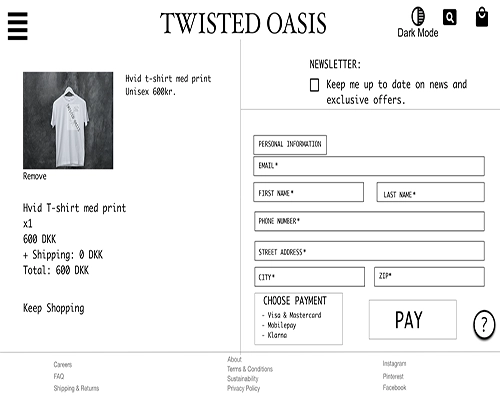 TWISTED OASIS
Dark Mode
Hvid t-shirt med print
Unisex 600kr.
Remove
Hvid T-shirt med print
x1
600 DKK
+ Shipping: 0 DKK
Total: 600 DKK
Keep Shopping
NEWSLETTER:
Keep me up to date on news and
exclusive offers.
PERSONAL INFORMATION
EMAIL*
FIRST NAME*
LAST NAME*
PHONE NUMBER*
STREET ADDRESS*
CITY*
ZIP*
CHOOSE PAYMENT
- Visa & Mastercard
- Mobilepay
- Klarna
PAY
?
Careers
FAQ
Shipping & Returns
About
Terms & Conditions
Sustainability
Privacy Policy
Instagram
Pinterest
Facebook